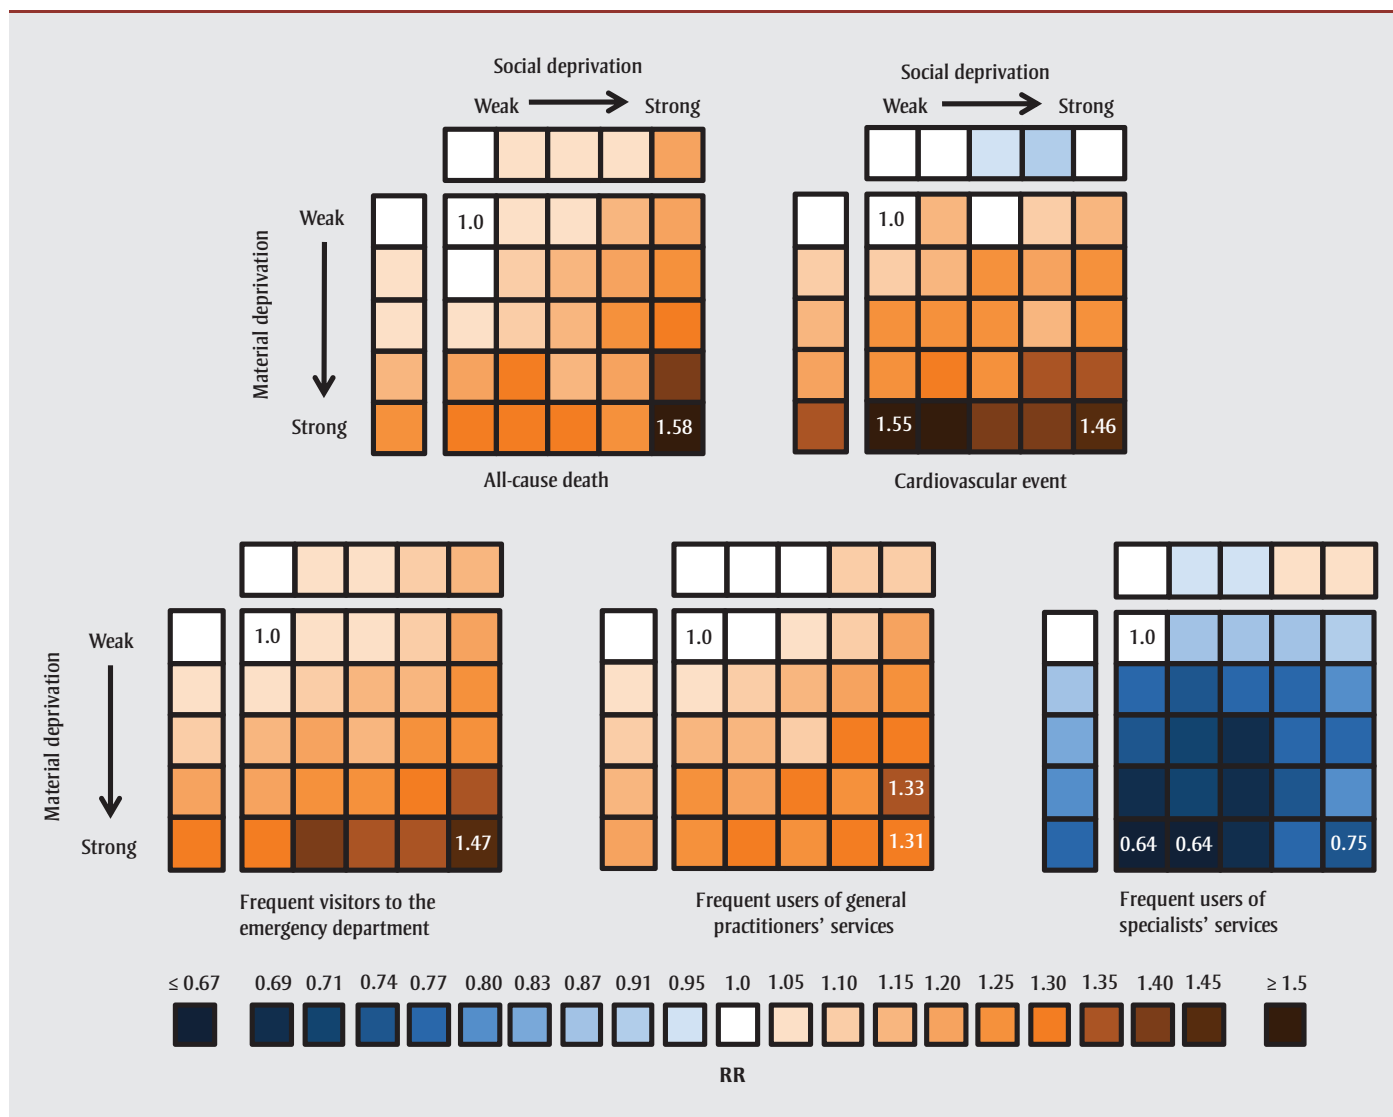 Social deprivation
Weak
Strong
Social deprivation
Weak
Strong
Material deprivation
Weak
Strong
1.0
1.58
All-cause death
1.0
1.55
1.46
Cardiovascular event
Material deprivation
Weak
Strong
1.0
1.47
Frequent visitors to the
emergency department
1.0
1.33
1.31
Frequent users of general
practitioners’ services
1.0
0.64 0.64 0.75
Frequent users of
specialists’ services
≤ 0.67 0.69 0.71 0.74 0.77 0.80 0.83 0.87 0.91 0.95 1.0 1.05 1.10 1.15 1.20 1.25 1.30 1.35 1.40 1.45 ≥ 1.5
RR